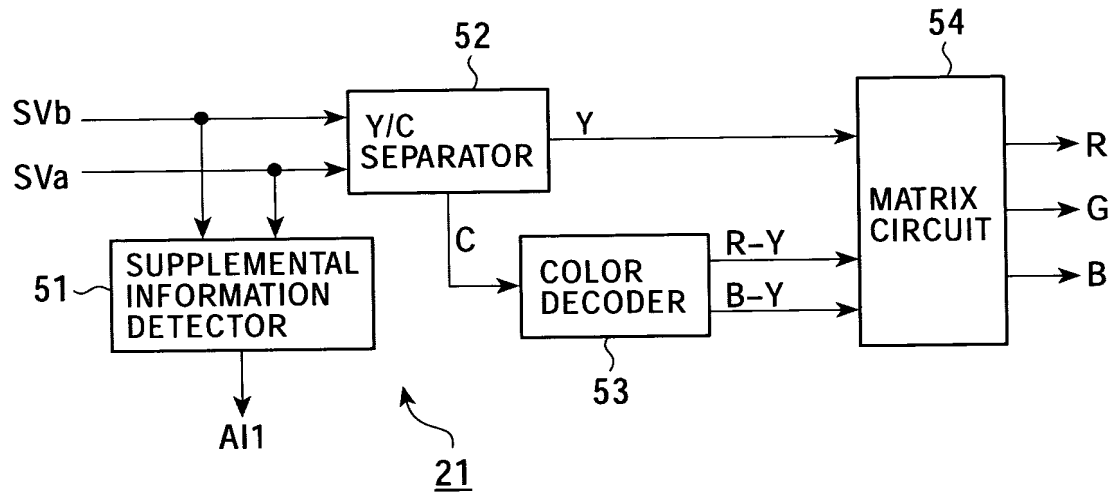 54
52
SVb
Y/C
SEPARATOR
Y
SVa
R
MATRIX
CIRCUIT
G
C
R-Y
51
SUPPLEMENTAL
INFORMATION
DETECTOR
COLOR
DECODER
B-Y
B
53
AI1
21